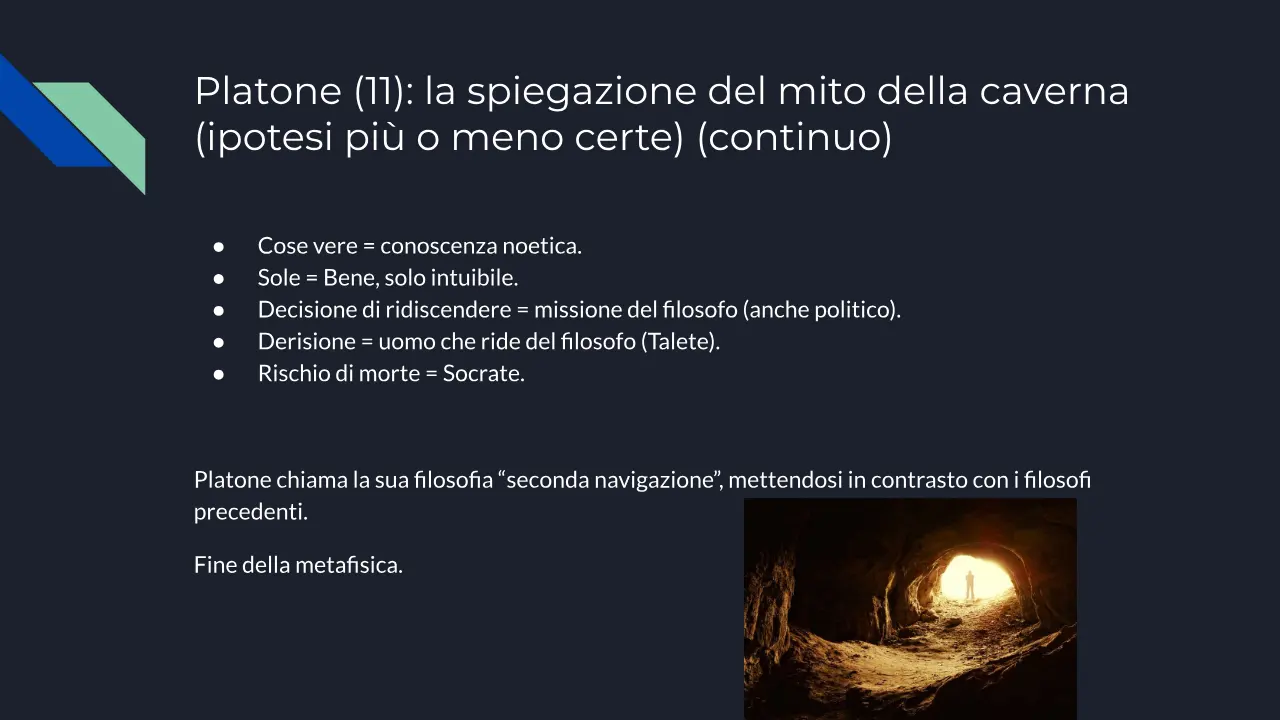 Platone (11): la spiegazione del mito della caverna
(ipotesi più o meno certe) (continuo)
● Cose vere = conoscenza noetica.
● Sole = Bene, solo intuibile.
● Decisione di ridiscendere = missione del filosofo (anche politico).
● Derisione = uomo che ride del filosofo (Talete).
● Rischio di morte = Socrate.
Platone chiama la sua filosofia “seconda navigazione”, mettendosi in contrasto con i filosofi
precedenti.
Fine della metafisica.